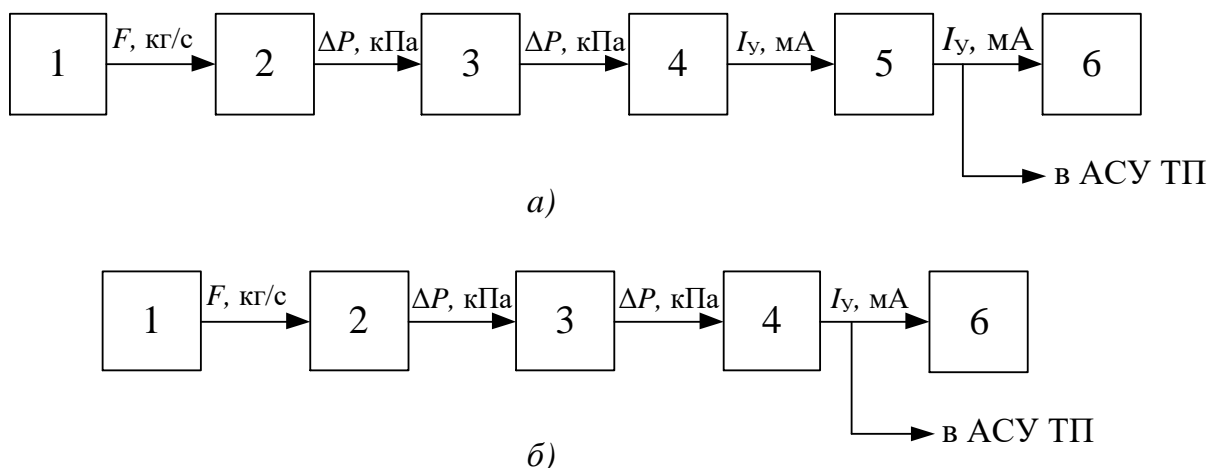 1 F, кг/с 2 ΔP, кПа 3 ΔP, кПа 4 Iу, мА 5 Iу, мА 6
в АСУ ТП
а)
1 F, кг/с 2 ΔP, кПа 3 ΔP, кПа 4 Iу, мА 6
в АСУ ТП
б)